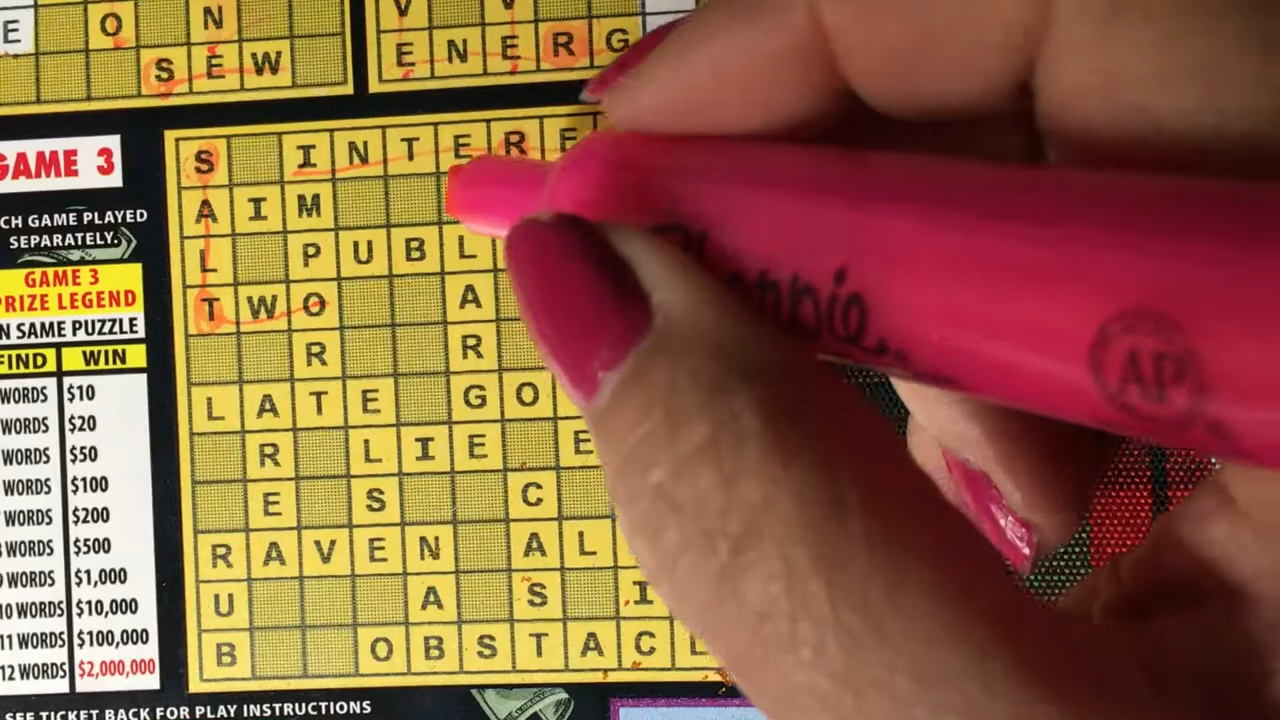 E O N
S E W
V V
E N E R G
GAME 3
CH GAME PLAYED
SEPARATELY.
GAME 3
PRIZE LEGEND
N SAME PUZZLE
FIND WIN
WORDS $10
WORDS $20
WORDS $50
WORDS $100
WORDS $200
WORDS $500
WORDS $1,000
10 WORDS $10,000
11 WORDS $100,000
12 WORDS $2,000,000
S I N T E R E
A I M
L P U B L
T W O A
R R
L A T E G O
R L I E E
E S C
R A V E N A L
U A S I
B O B S T A C L
SEE TICKET BACK FOR PLAY INSTRUCTIONS
AP